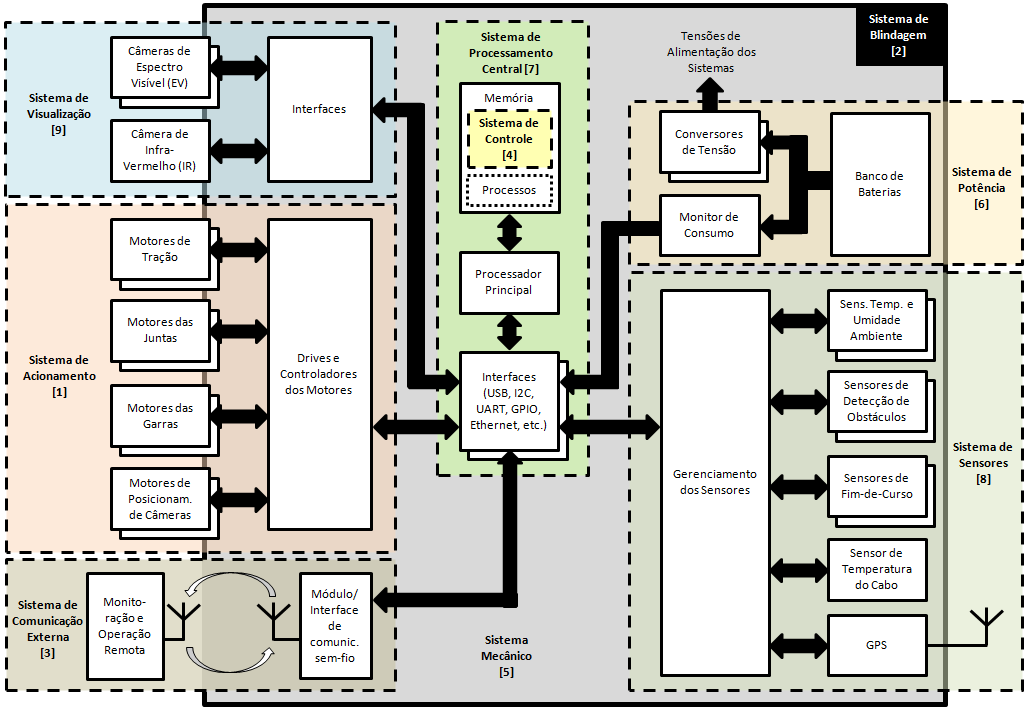 Sistema de
Blindagem
[2]
Sistema de
Visualização
[9]
Câmeras de
Espectro
Visível (EV)
Câmera de
Infra-
Vermelho (IR)
Interfaces
Sistema de
Processamento
Central [7]
Memória
Sistema de
Controle
[4]
Processos
Processador
Principal
Interfaces
(USB, I2C,
UART, GPIO,
Ethernet, etc.)
Tensões de
Alimentação dos
Sistemas
Conversores
de Tensão
Monitor de
Consumo
Banco de
Baterias
Sistema de
Potência
[6]
Sistema de
Acionamento
[1]
Motores de
Tração
Motores das
Juntas
Motores das
Garras
Motores de
Posicionam.
de Câmeras
Drives e
Controladores
dos Motores
Gerenciamento
dos Sensores
Sens. Temp. e
Umidade
Ambiente
Sensores de
Detecção de
Obstáculos
Sensores de
Fim-de-Curso
Sensor de
Temperatura
do Cabo
GPS
Sistema de
Sensores
[8]
Sistema de
Comunicação
Externa
[3]
Monito-
ração e
Operação
Remota
Módulo/
Interface
de
comunic.
sem-fio
Sistema
Mecânico
[5]